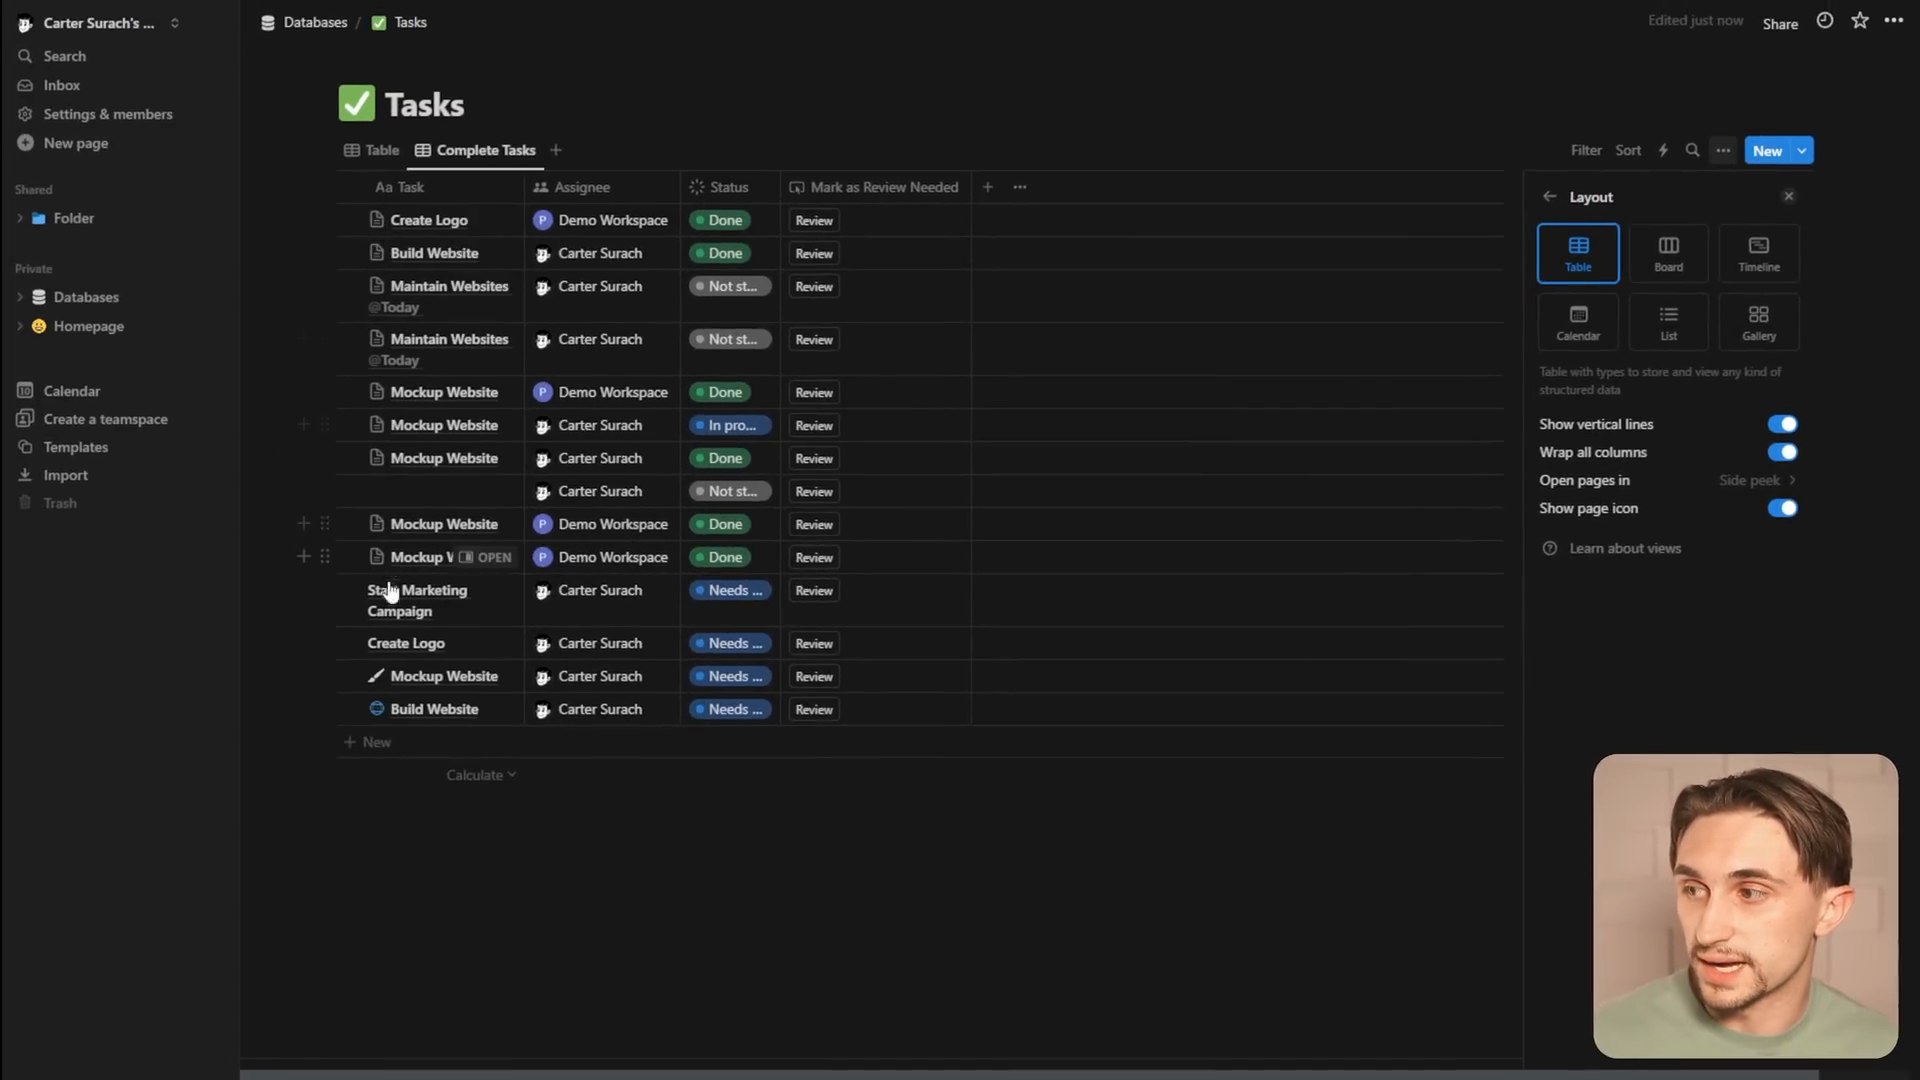 Carter Surach's ...
Search
Inbox
Settings & members
New page
Shared
Folder
Private
Databases
Homepage
Calendar
Create a teamspace
Templates
Import
Trash
Databases / Tasks
Edited just now
Share
Tasks
Table
Complete Tasks
Filter
Sort
New
Aa Task Assignee Status Mark as Review Needed
Create Logo Demo Workspace Done Review
Build Website Carter Surach Done Review
Maintain Websites Carter Surach Not st... Review
@Today
Maintain Websites Carter Surach Not st... Review
@Today
Mockup Website Demo Workspace Done Review
Mockup Website Carter Surach In pro... Review
Mockup Website Carter Surach Done Review
Carter Surach Not st... Review
Mockup Website Demo Workspace Done Review
Mockup W OPEN Demo Workspace Done Review
Start Marketing Carter Surach Needs ... Review
Campaign
Create Logo Carter Surach Needs ... Review
Mockup Website Carter Surach Needs ... Review
Build Website Carter Surach Needs ... Review
New
Calculate
Layout
Table
Board
Timeline
Calendar
List
Gallery
Table with types to store and view any kind of
structured data
Show vertical lines
Wrap all columns
Open pages in Side peek
Show page icon
Learn about views